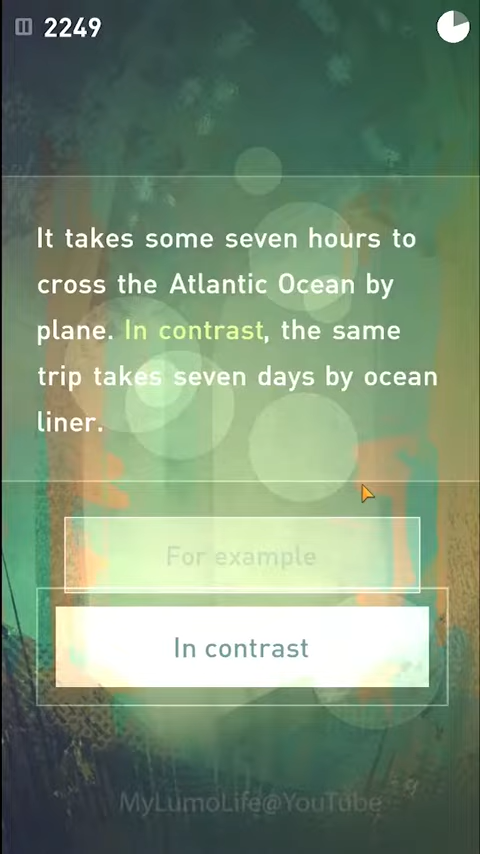 2249
It takes some seven hours to
cross the Atlantic Ocean by
plane. In contrast, the same
trip takes seven days by ocean
liner.
For example
In contrast
MyLumoLife@YouTube